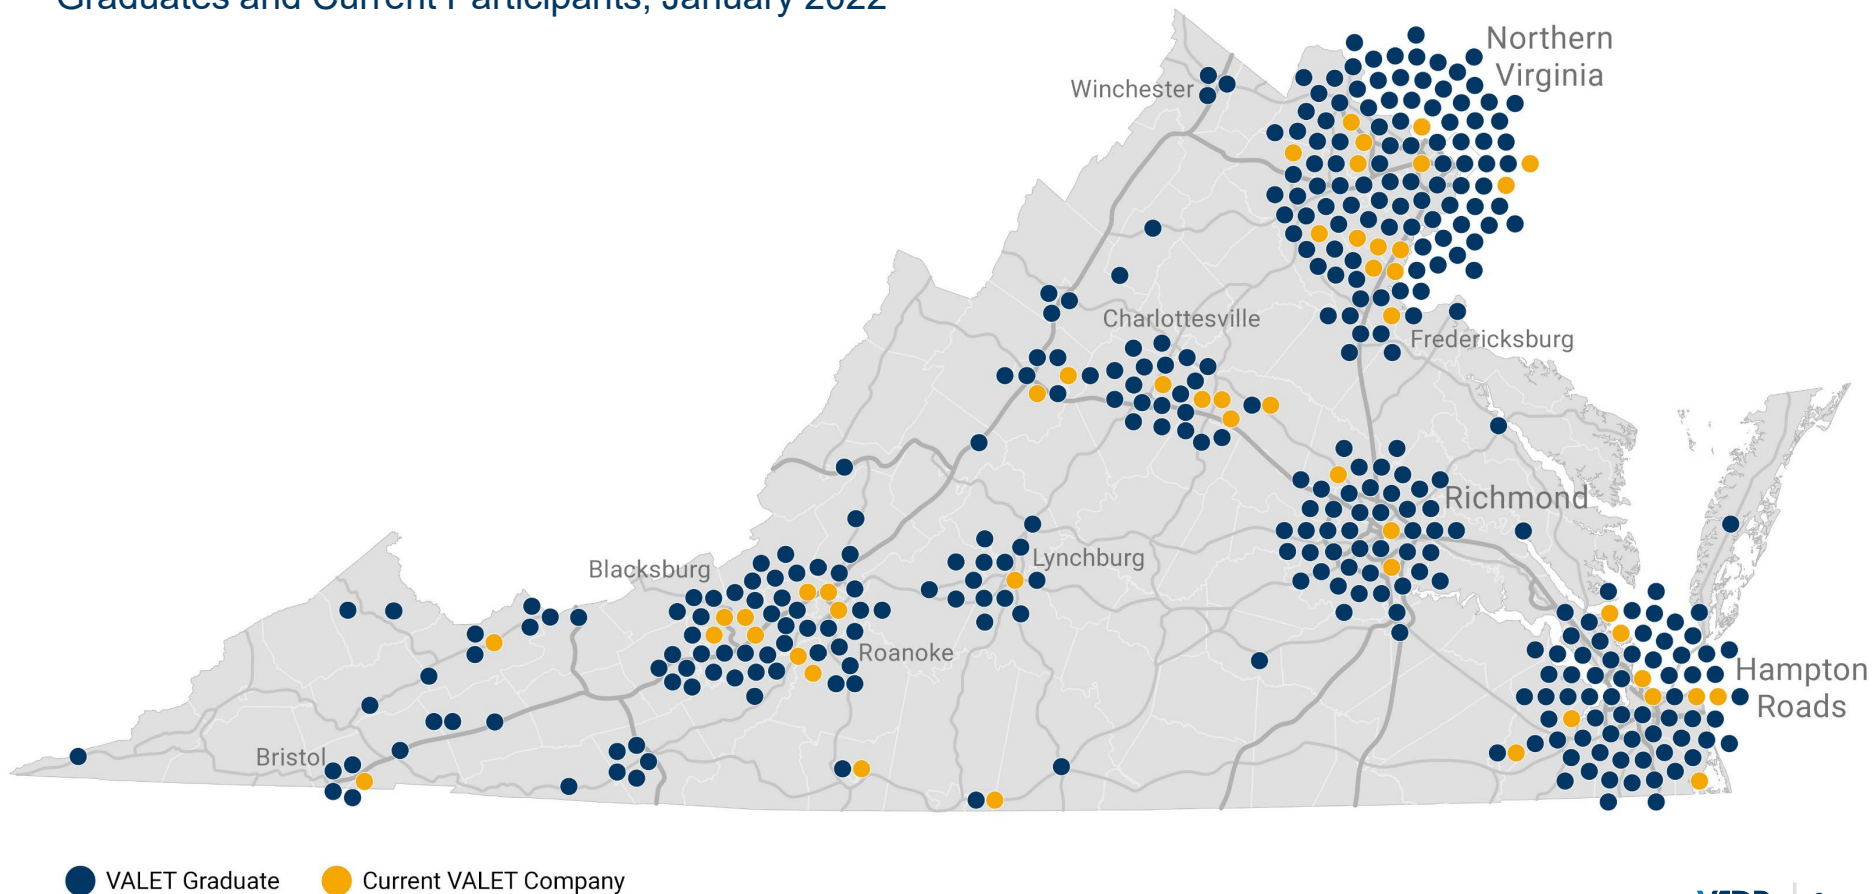 Graduates and Current Participants, January 2022
Northern
Virginia
Winchester
Charlottesville
Fredericksburg
Richmond
Lynchburg
Blacksburg
Roanoke
Hampton
Roads
Bristol
VALET Graduate
Current VALET Company